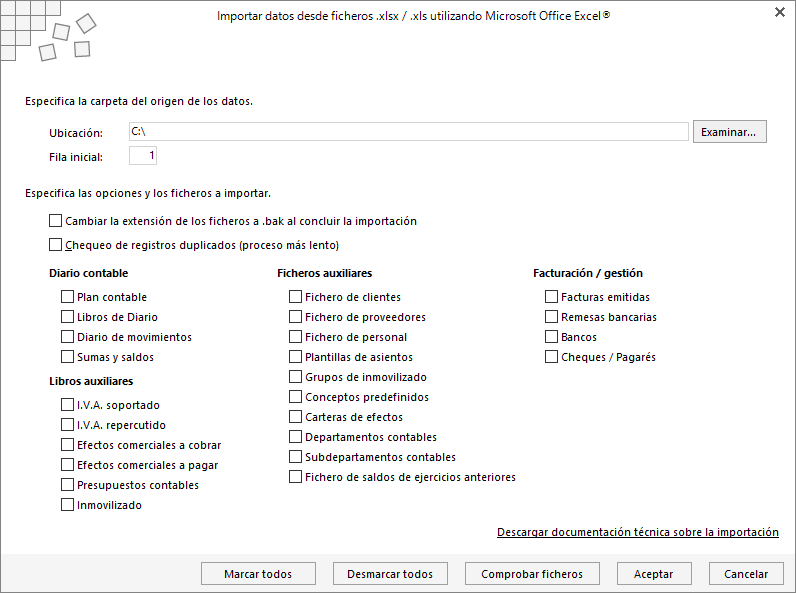 Importar datos desde ficheros .xlsx / .xls utilizando Microsoft Office Excel®
Especifica la carpeta del origen de los datos.
Ubicación:
C:\
Examinar...
Fila inicial:
1
Especifica las opciones y los ficheros a importar.
Cambiar la extensión de los ficheros a .bak al concluir la importación
Chequeo de registros duplicados (proceso más lento)
Diario contable
Plan contable
Libros de Diario
Diario de movimientos
Sumas y saldos
Libros auxiliares
I.V.A. soportado
I.V.A. repercutido
Efectos comerciales a cobrar
Efectos comerciales a pagar
Presupuestos contables
Inmovilizado
Ficheros auxiliares
Fichero de clientes
Fichero de proveedores
Fichero de personal
Plantillas de asientos
Grupos de inmovilizado
Conceptos predefinidos
Carteras de efectos
Departamentos contables
Subdepartamentos contables
Fichero de saldos de ejercicios anteriores
Facturación / gestión
Facturas emitidas
Remesas bancarias
Bancos
Cheques / Pagarés
Descargar documentación técnica sobre la importación
Marcar todos
Desmarcar todos
Comprobar ficheros
Aceptar
Cancelar